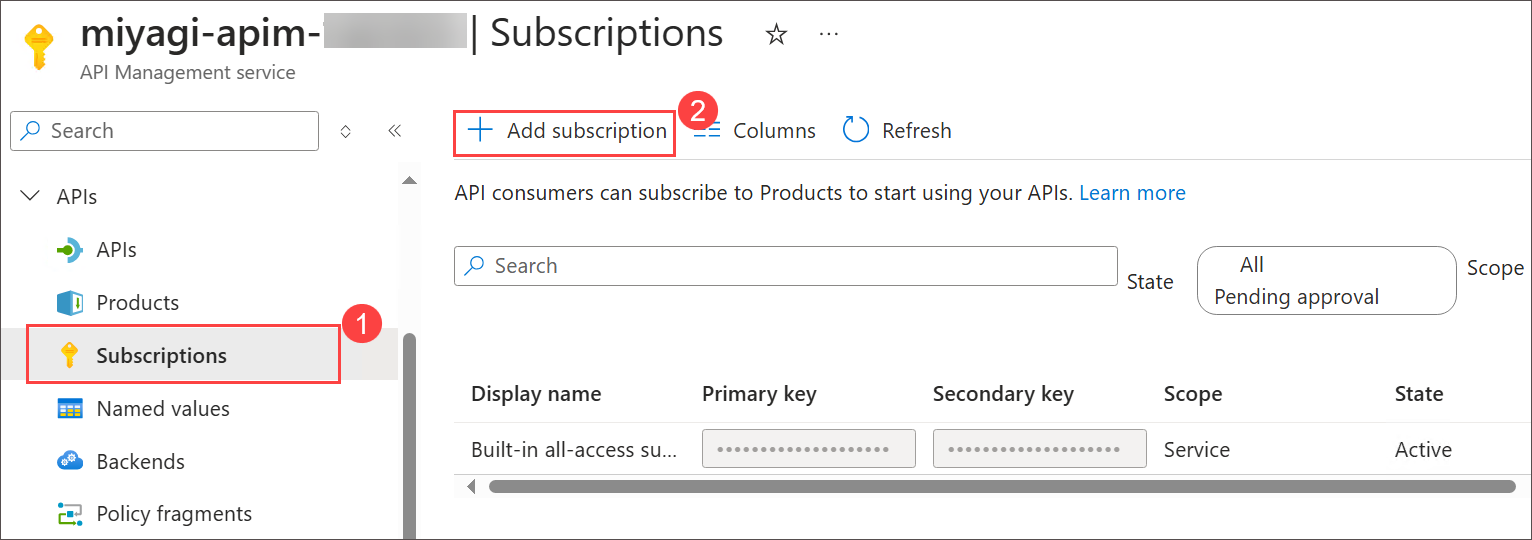 miyagi-apim- | Subscriptions ☆ ...
API Management service
Search
2
+ Add subscription Columns Refresh
APIs
API consumers can subscribe to Products to start using your APIs. Learn more
APIs
Search
State
All
Pending approval
Scope
Products
1
Subscriptions
Display name Primary key Secondary key Scope State
Named values
Built-in all-access su... •••••••••••••••••••• •••••••••••••••••••• Service Active
Backends
Policy fragments